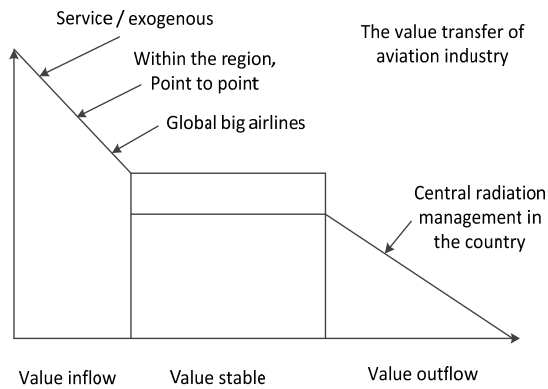 Service / exogenous
The value transfer of
aviation industry
Within the region,
Point to point
Global big airlines
Central radiation
management in
the country
Value inflow
Value stable
Value outflow